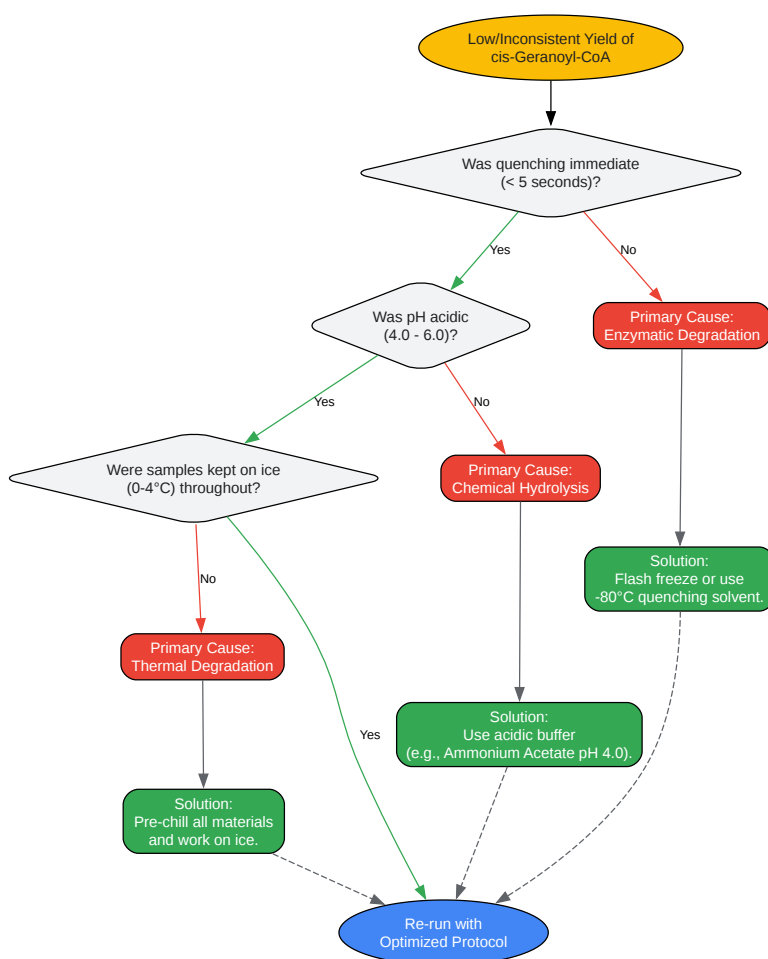 Low/Inconsistent Yield of
cis-Geranoyl-CoA
Was quenching immediate
(< 5 seconds)?
Yes
No
Was pH acidic
(4.0 - 6.0)?
Primary Cause:
Enzymatic Degradation
Yes
No
Were samples kept on ice
(0-4°C) throughout?
Primary Cause:
Chemical Hydrolysis
Solution:
Flash freeze or use
-80°C quenching solvent.
No
Primary Cause:
Thermal Degradation
Yes
Solution:
Use acidic buffer
(e.g., Ammonium Acetate pH 4.0).
Solution:
Pre-chill all materials
and work on ice.
Re-run with
Optimized Protocol